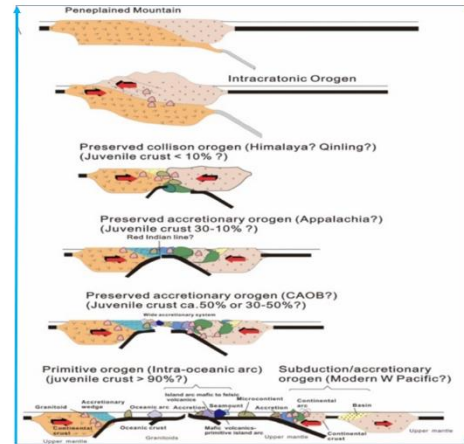 Peneplained Mountain
Intracratonic Orogen
Preserved collison orogen (Himalaya? Qinling?)
(Juvenile crust < 10% ?)
Preserved accretionary orogen (Appalachia?)
(Juvenile crust 30-10% ?)
Red Indian line?
Preserved accretionary orogen (CAOB?)
(Juvenile crust ca.50% or 30-50%?)
Wide accretionary system
Primitive orogen (Intra-oceanic arc)
(juvenile crust > 90%?)
Subduction/accretionary
orogen (Modern W Pacific?)
Island arc mafic to felsic
volcanics
Granitoid
Accretionary
wedge
Oceanic arc
Accretion
Seamount
Microcontient
Accretion
Continental
arc
Basin
Continental
crust
Upper mantle
Oceanic crust
Granitoids
Mafic volcanics-
primitive island arc
Upper mantle
Continental
crust
Upper mantle